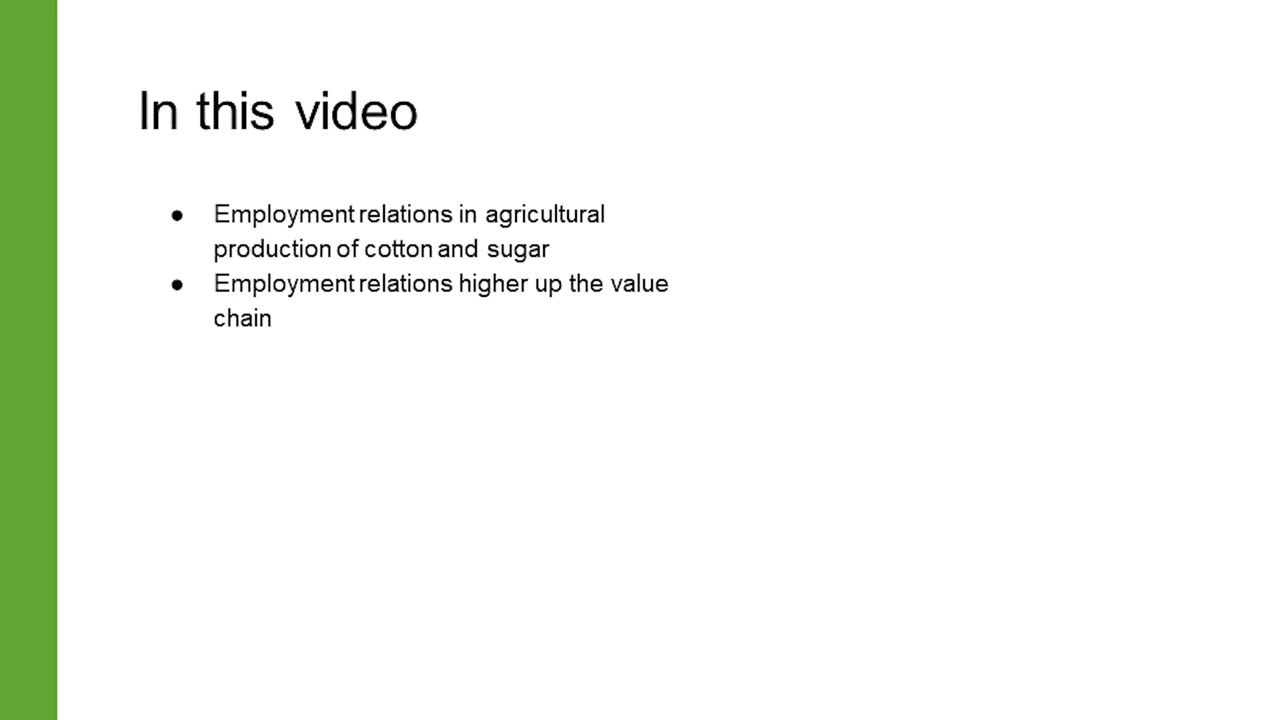 In this video
● Employment relations in agricultural
production of cotton and sugar
● Employment relations higher up the value
chain